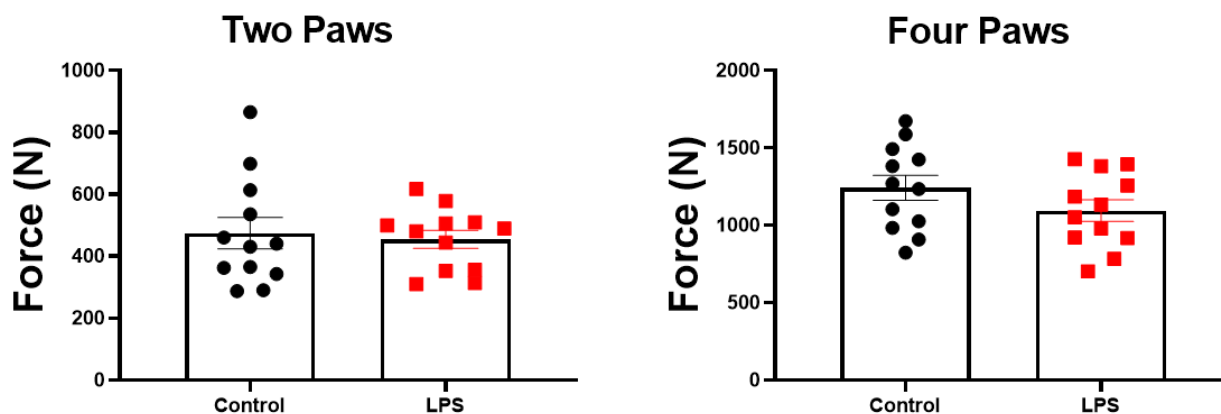 Two Paws
Force (N)
1000
800
600
400
200
0
Control
LPS
Four Paws
Force (N)
2000
1500
1000
500
0
Control
LPS